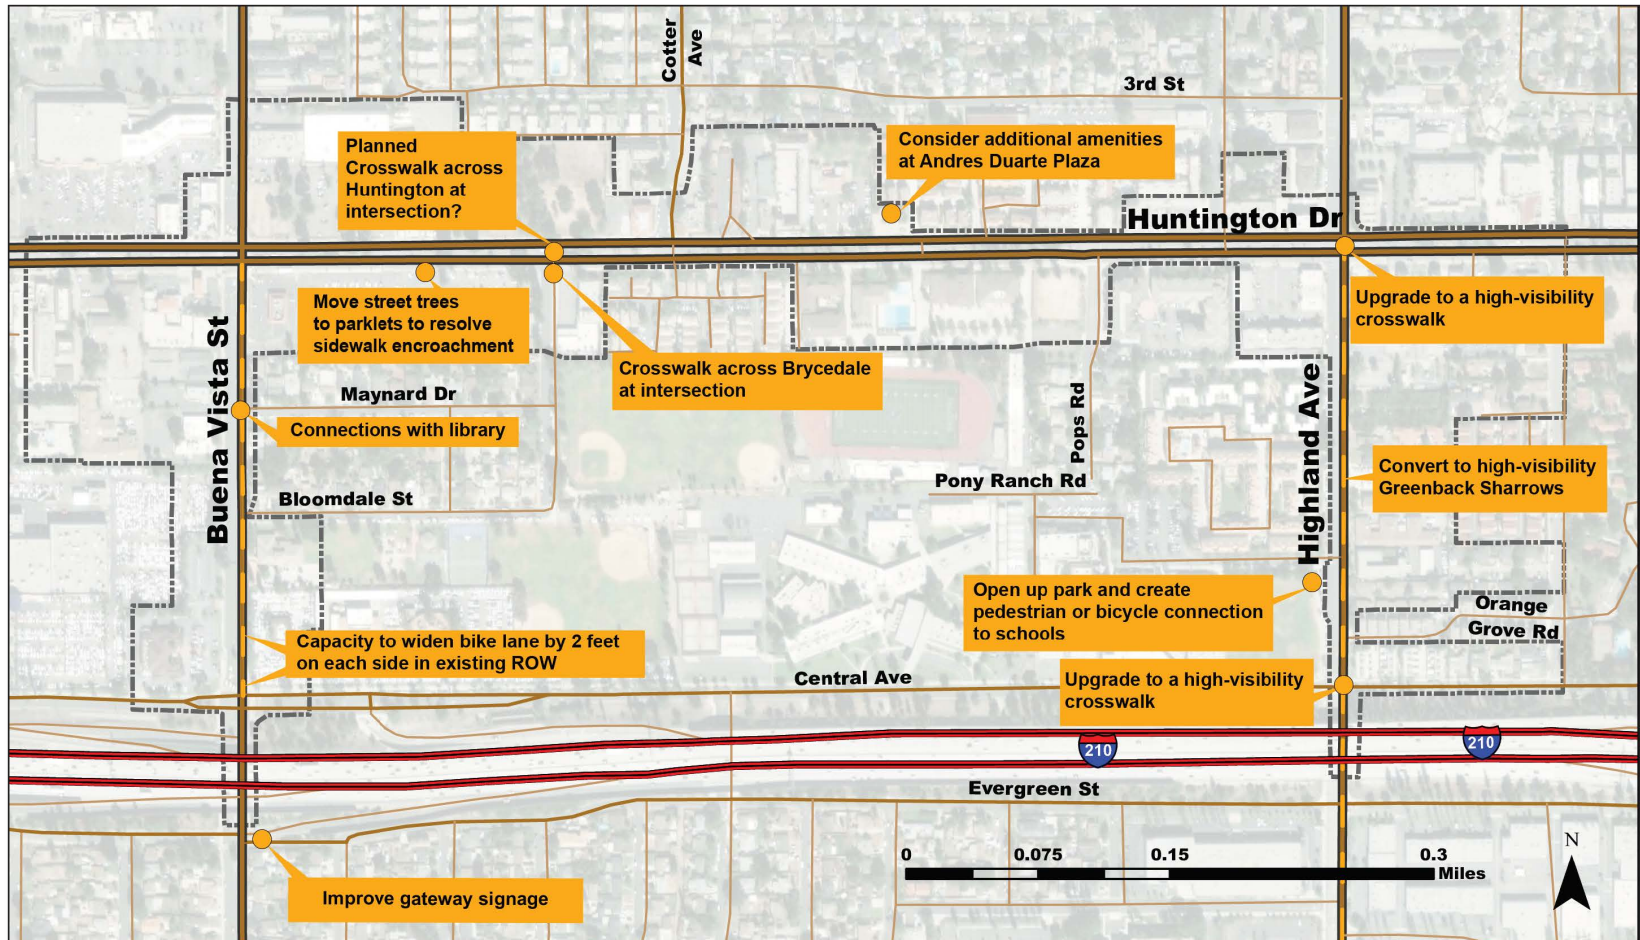 Cotter
Ave
3rd St
Planned
Crosswalk across
Huntington at
intersection?
Consider additional amenities
at Andres Duarte Plaza
Huntington Dr
Move street trees
to parklets to resolve
sidewalk encroachment
Upgrade to a high-visibility
crosswalk
Crosswalk across Brycedale
at intersection
Buena Vista St
Maynard Dr
Connections with library
Pops Rd
Highland Ave
Convert to high-visibility
Greenback Sharrows
Pony Ranch Rd
Bloomdale St
Open up park and create
pedestrian or bicycle connection
to schools
Orange
Grove Rd
Capacity to widen bike lane by 2 feet
on each side in existing ROW
Central Ave
Upgrade to a high-visibility
crosswalk
210
210
Evergreen St
Improve gateway signage
0 0.075 0.15 0.3
Miles
N